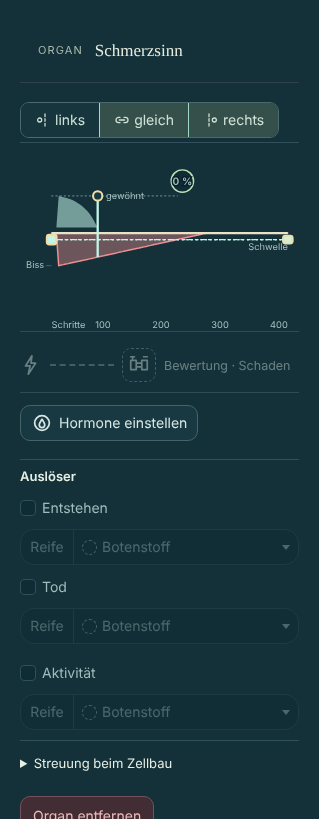 ORGAN Schmerzsinn
links gleich rechts
0 %
gewöhnt
Schwelle
Biss
Schritte 100 200 300 400
Bewertung · Schaden
Hormone einstellen
Auslöser
Entstehen
Reife Botenstoff
Tod
Reife Botenstoff
Aktivität
Reife Botenstoff
Streuung beim Zellbau
Organ entfernen